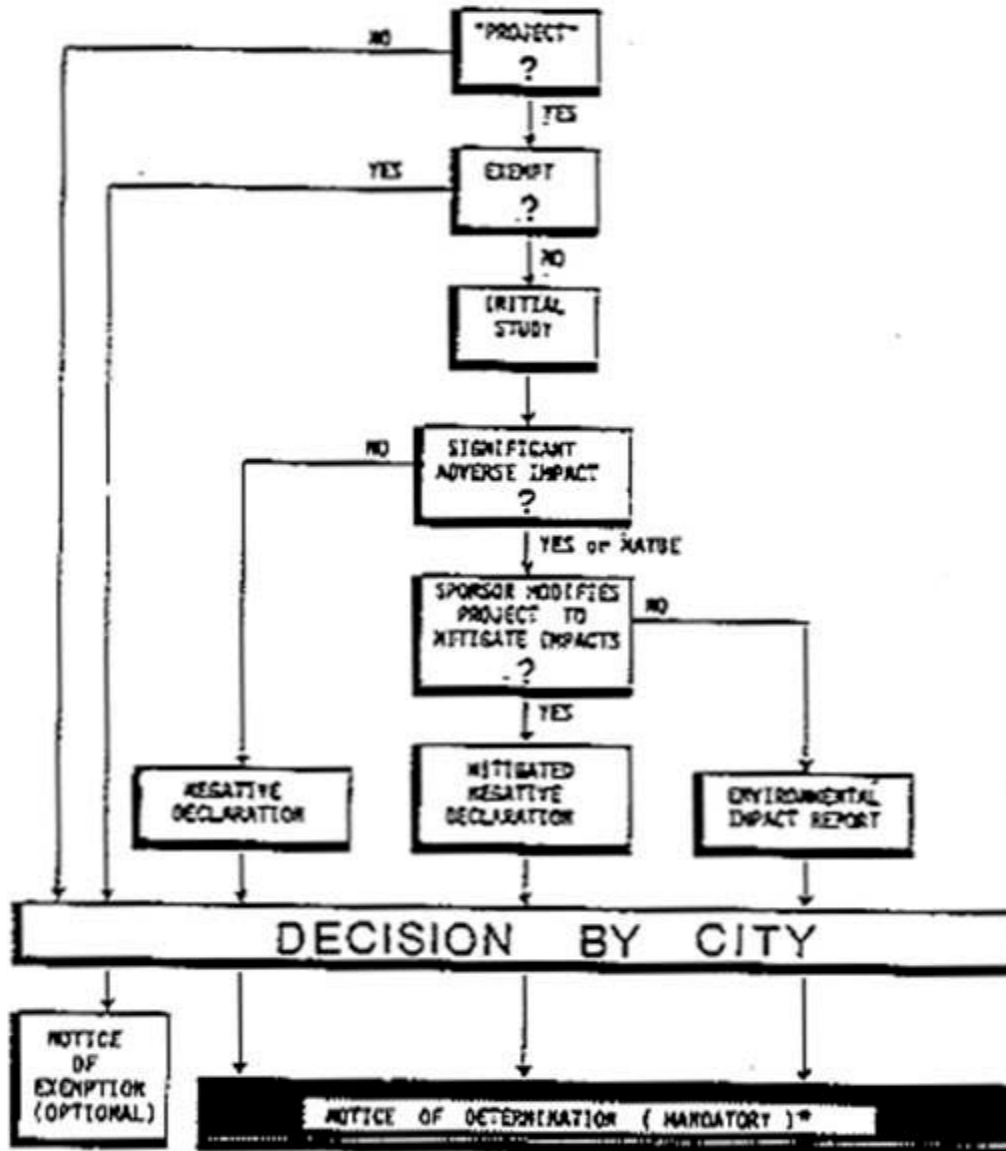 "PROJECT"
?
NO
YES
EXEMPT
?
YES
NO
INITIAL
STUDY
SIGNIFICANT
ADVERSE IMPACT
?
NO
YES or MAYBE
SPONSOR MODIFIES
PROJECT TO
MITIGATE IMPACTS
?
NO
YES
NEGATIVE
DECLARATION
MITIGATED
NEGATIVE
DECLARATION
ENVIRONMENTAL
IMPACT REPORT
DECISION BY CITY
NOTICE
OF
EXEMPTION
(OPTIONAL)
NOTICE OF DETERMINATION (MANDATORY)*